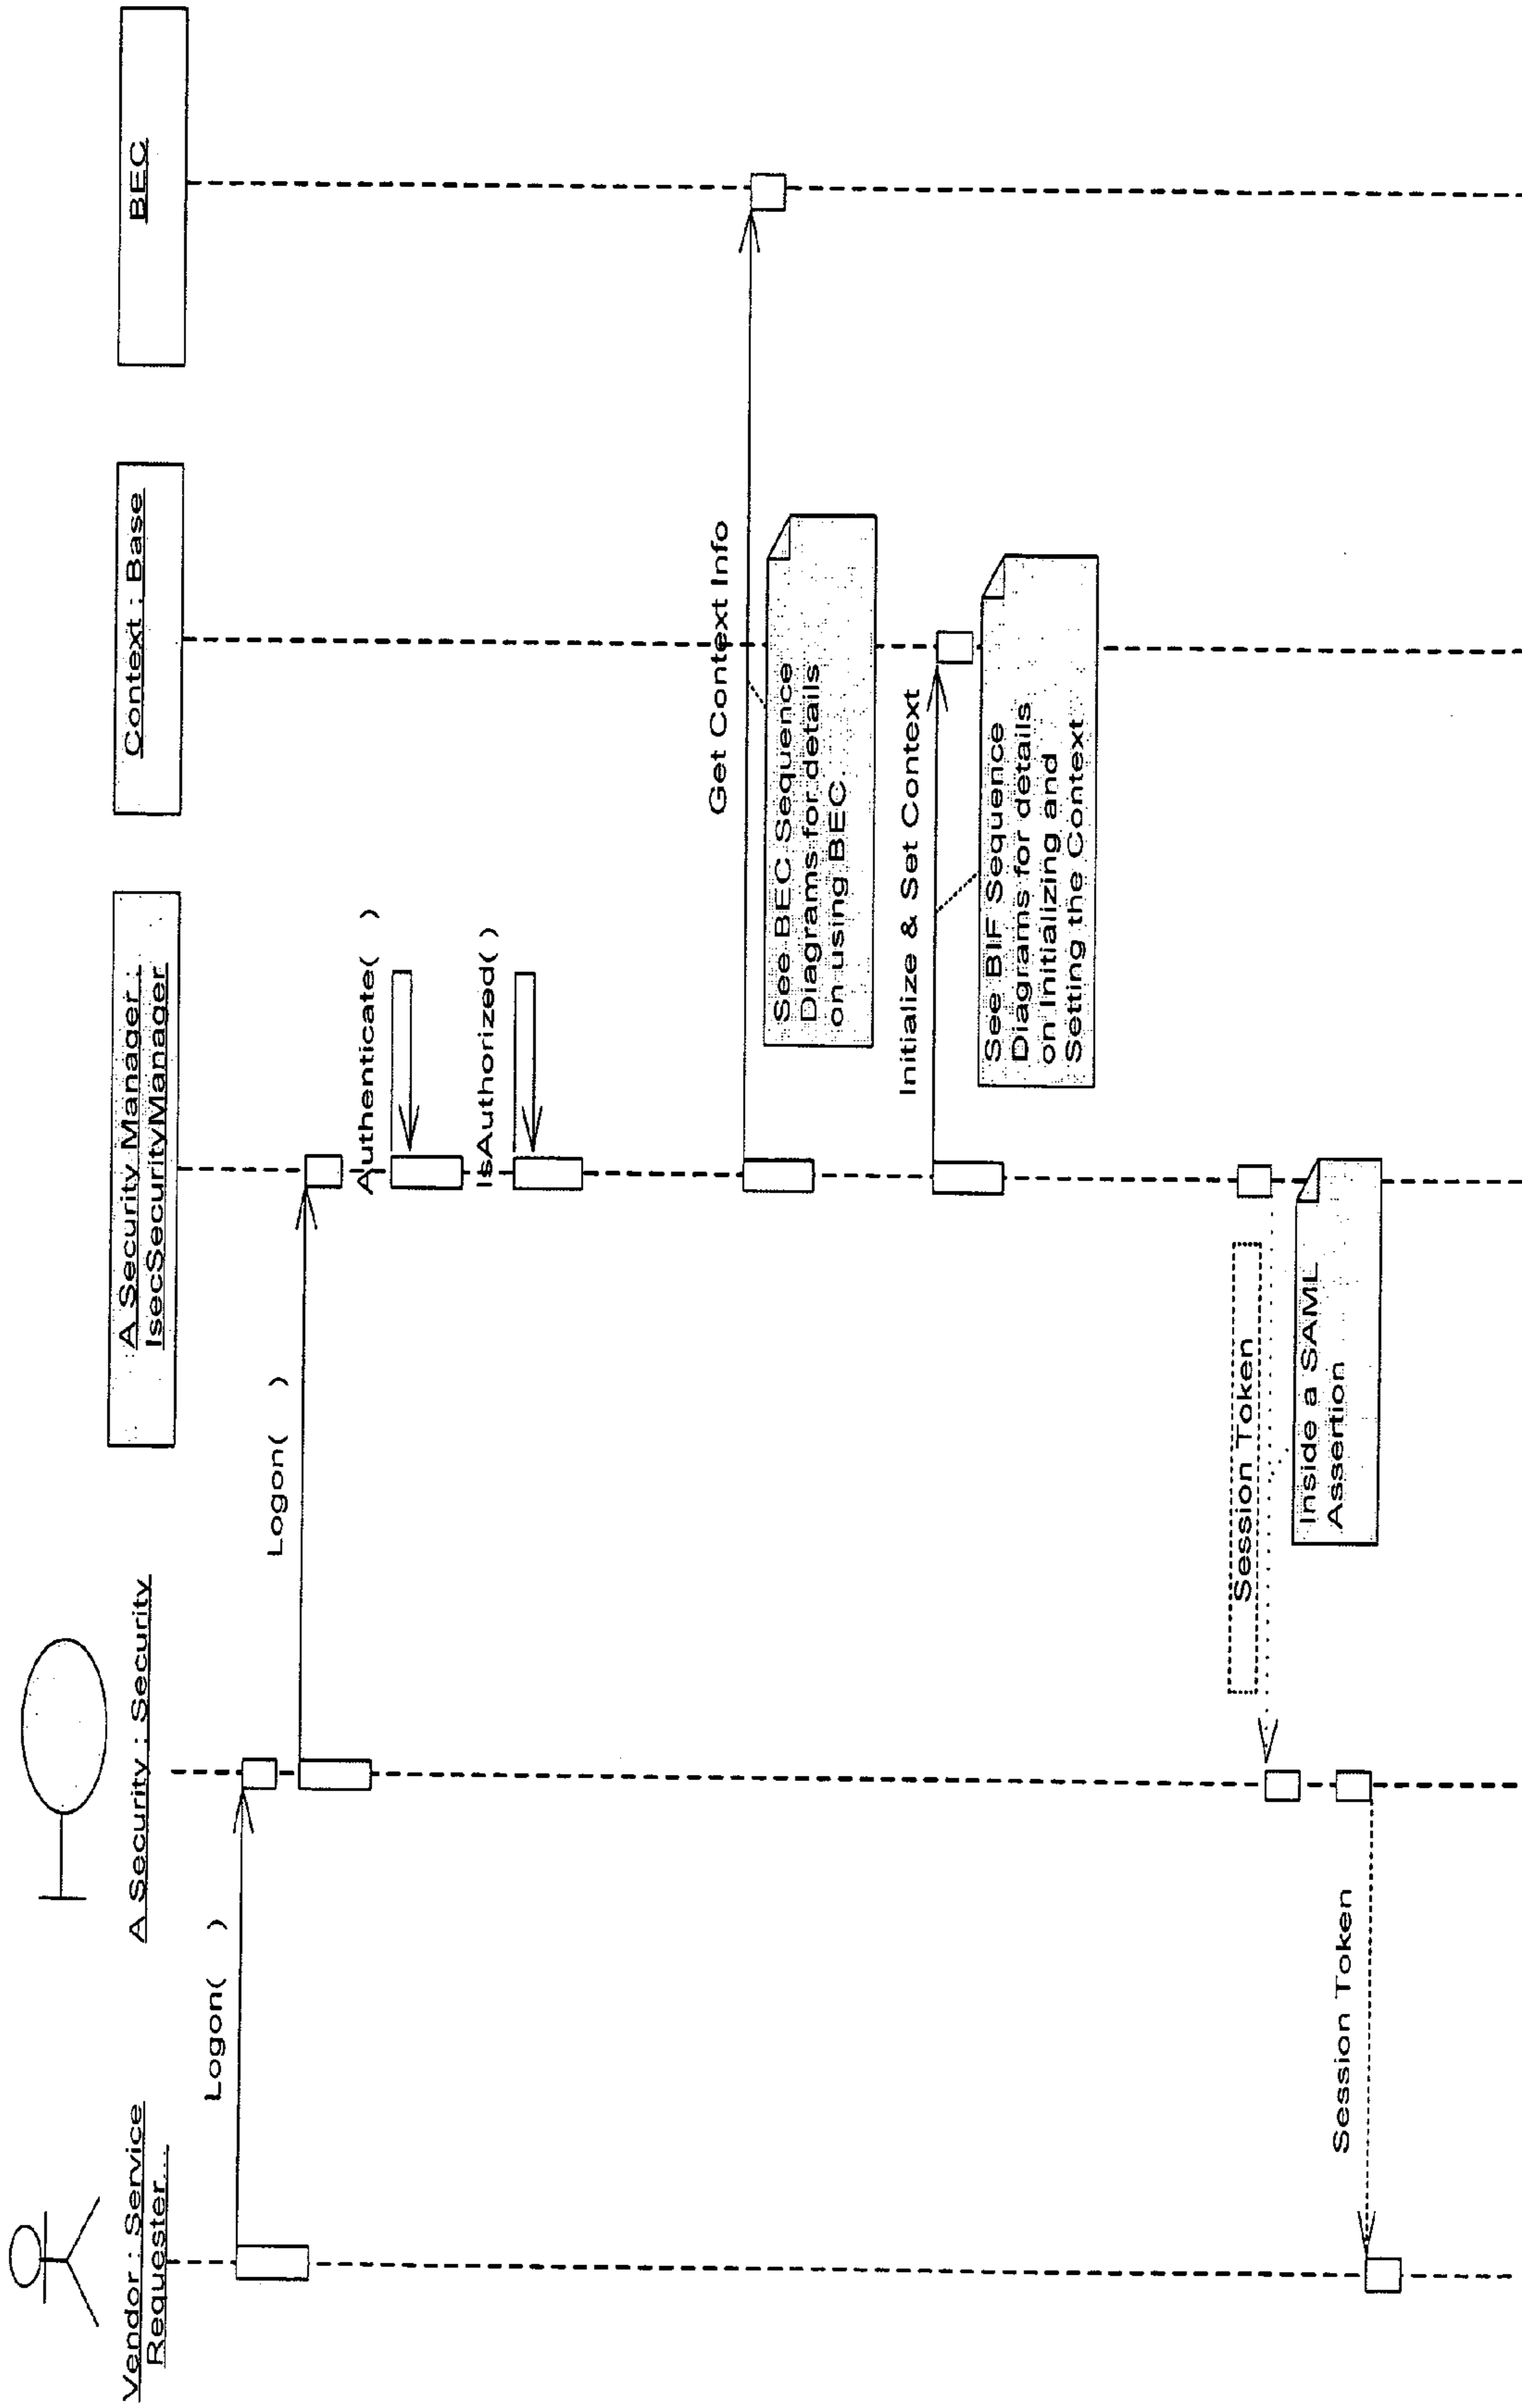 Vendor : Service
Requester...
A Security : Security
A Security Manager :
IsecSecurityManager
Context : Base
BEC
Logon(    )
Logon(    )
Authenticate( )
IsAuthorized( )
Get Context Info
See BEC Sequence
Diagrams for details
on using BEC.
Initialize & Set Context
See BIF Sequence
Diagrams for details
on Initializing and
Setting the Context
Session Token
Inside a SAML
Assertion
Session Token